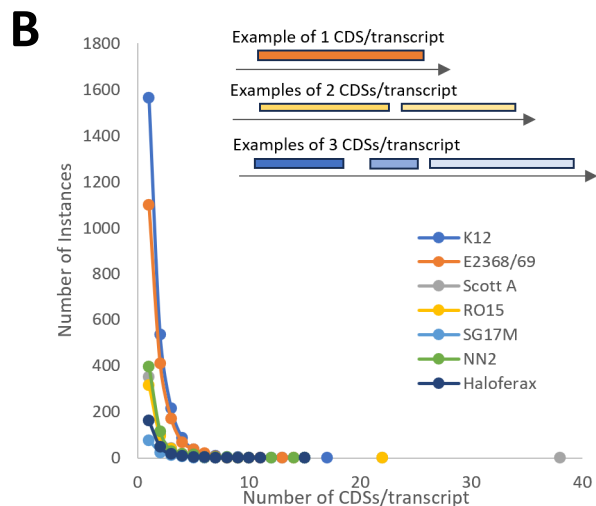 B
Example of 1 CDS/transcript
Examples of 2 CDSs/transcript
Examples of 3 CDSs/transcript
Number of Instances
1800
1600
1400
1200
1000
800
600
400
200
0
K12
E2368/69
Scott A
RO15
SG17M
NN2
Haloferax
0 10 20 30 40
Number of CDSs/transcript